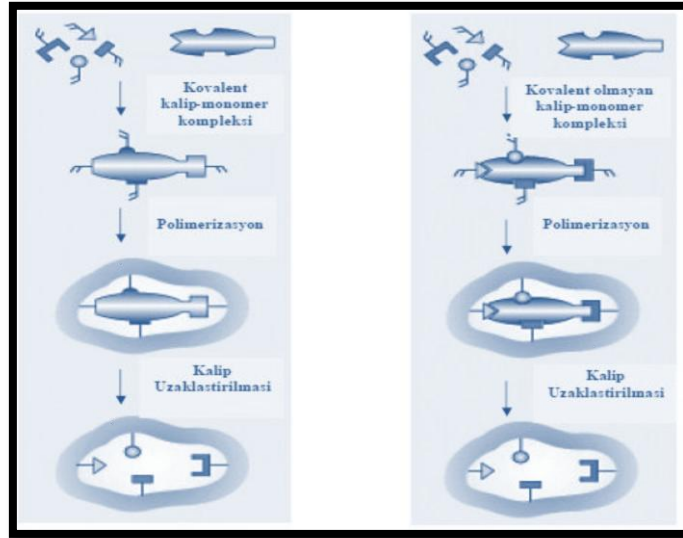 Kovalent
kalip-monomer
kompleksi
Polimerizasyon
Kalip
Uzaklastirilmasi
Kovalent olmayan
kalip-monomer
kompleksi
Polimerizasyon
Kalip
Uzaklastirilmasi